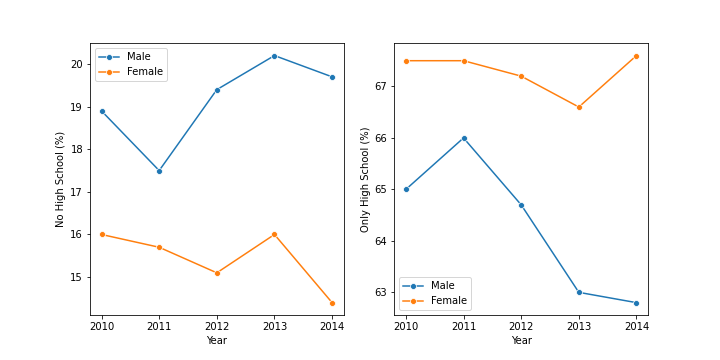 No High School (%)
20
19
18
17
16
15
Male
Female
2010 2011 2012 2013 2014
Year
Only High School (%)
67
66
65
64
63
Male
Female
2010 2011 2012 2013 2014
Year